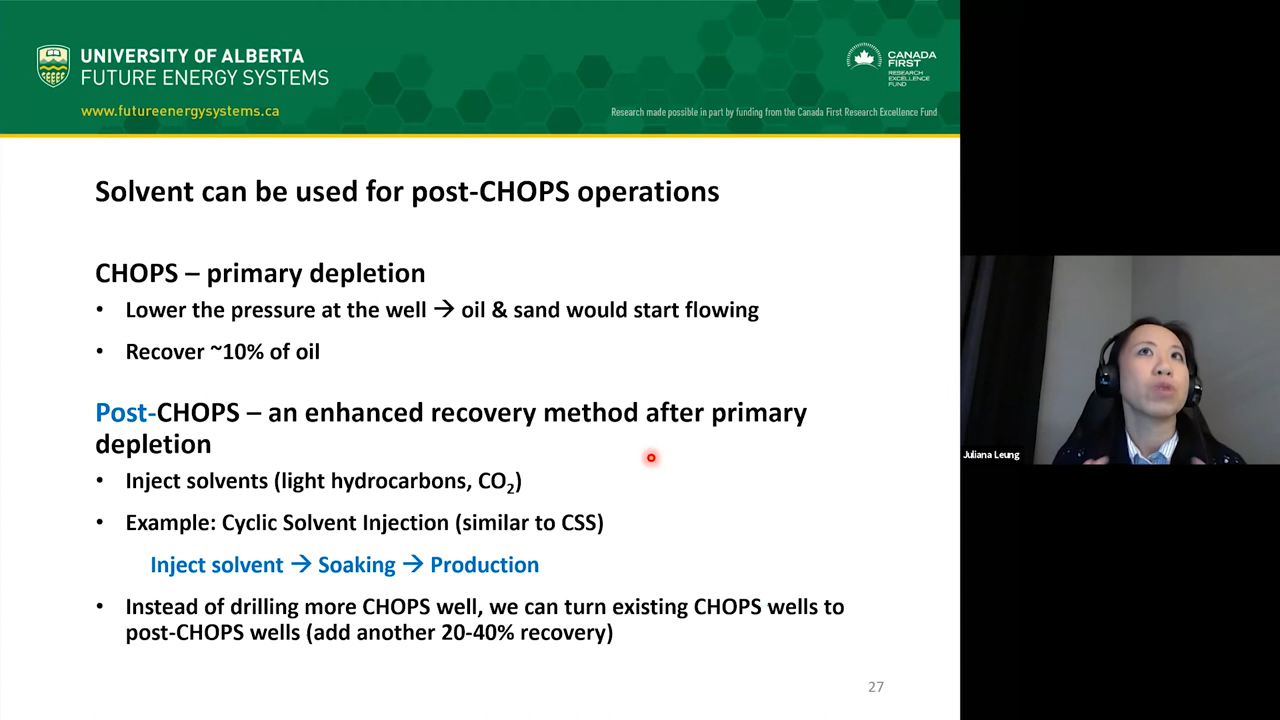 UNIVERSITY OF ALBERTA
FUTURE ENERGY SYSTEMS
www.futureenergysystems.ca
CANADA
FIRST
RESEARCH
EXCELLENCE
FUND
Research made possible in part by funding from the Canada First Research Excellence Fund
Solvent can be used for post-CHOPS operations
CHOPS – primary depletion
• Lower the pressure at the well → oil & sand would start flowing
• Recover ~10% of oil
Post-CHOPS – an enhanced recovery method after primary
depletion
• Inject solvents (light hydrocarbons, CO₂)
• Example: Cyclic Solvent Injection (similar to CSS)
Inject solvent → Soaking → Production
• Instead of drilling more CHOPS well, we can turn existing CHOPS wells to
post-CHOPS wells (add another 20-40% recovery)
27
Juliana Leung